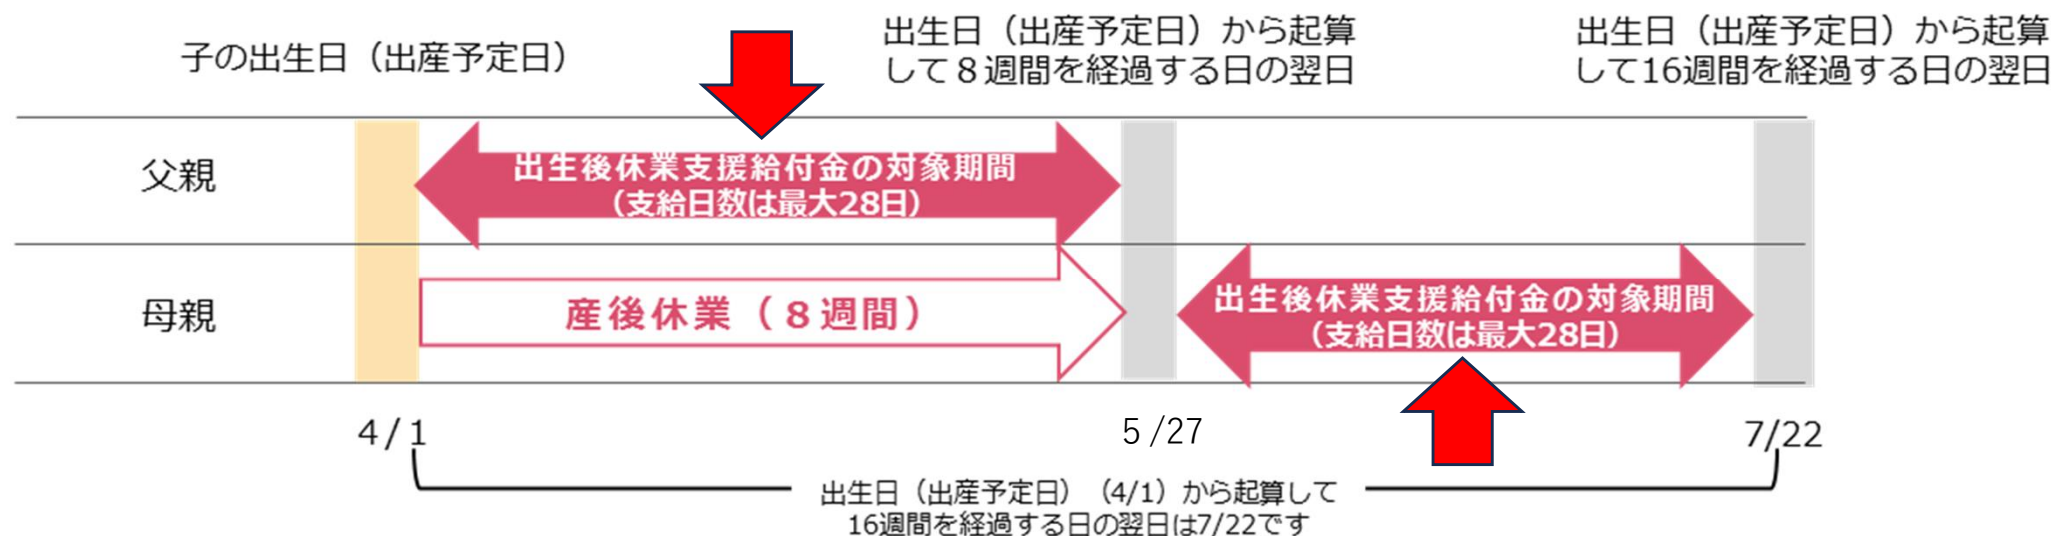 子の出生日（出産予定日）
出生日（出産予定日）から起算
して８週間を経過する日の翌日
出生日（出産予定日）から起算
して16週間を経過する日の翌日
父親
出生後休業支援給付金の対象期間
（支給日数は最大28日）
母親
産後休業（８週間）
出生後休業支援給付金の対象期間
（支給日数は最大28日）
4/1
5/27
7/22
出生日（出産予定日）（4/1）から起算して
16週間を経過する日の翌日は7/22です